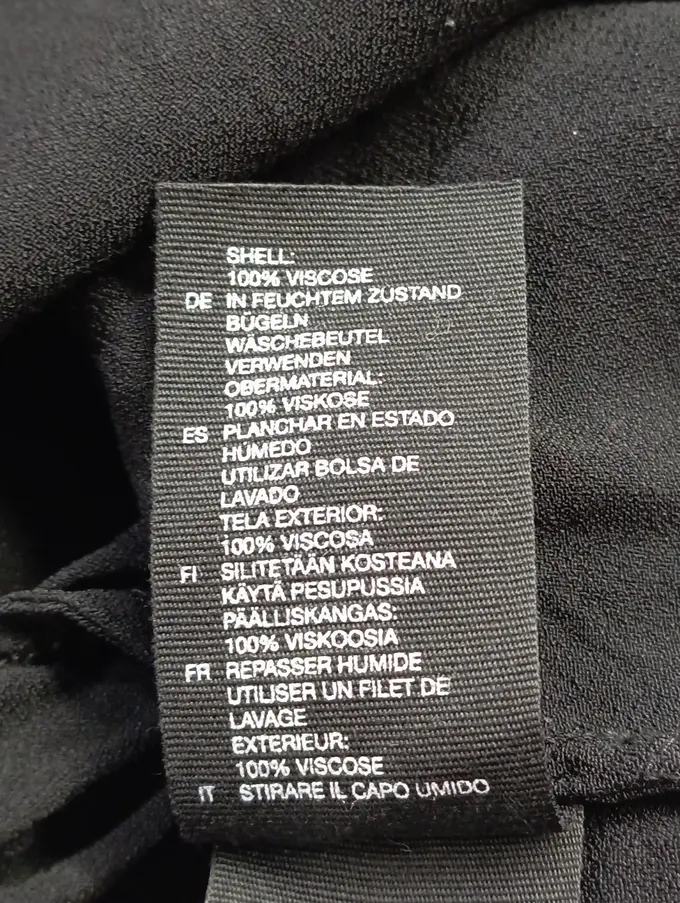 SHELL:
100% VISCOSE
DE IN FEUCHTEM ZUSTAND
BÜGELN
WÄSCHEBEUTEL
VERWENDEN
OBERMATERIAL:
100% VISKOSE
ES PLANCHAR EN ESTADO
HÚMEDO
UTILIZAR BOLSA DE
LAVADO
TELA EXTERIOR:
100% VISCOSA
FI SILITETÄÄN KOSTEANA
KÄYTÄ PESUPUSSIA
PÄÄLLISKANGAS:
100% VISKOOSIA
FR REPASSER HUMIDE
UTILISER UN FILET DE
LAVAGE
EXTERIEUR:
100% VISCOSE
IT STIRARE IL CAPO UMIDO